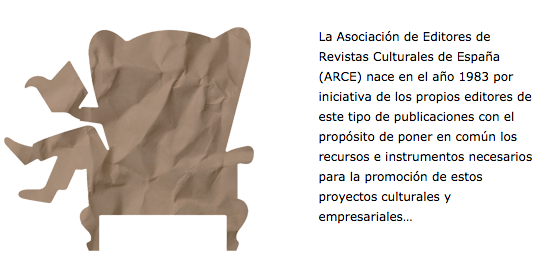 La Asociación de Editores de
Revistas Culturales de España
(ARCE) nace en el año 1983 por
iniciativa de los propios editores de
este tipo de publicaciones con el
propósito de poner en común los
recursos e instrumentos necesarios
para la promoción de estos
proyectos culturales y
empresariales…